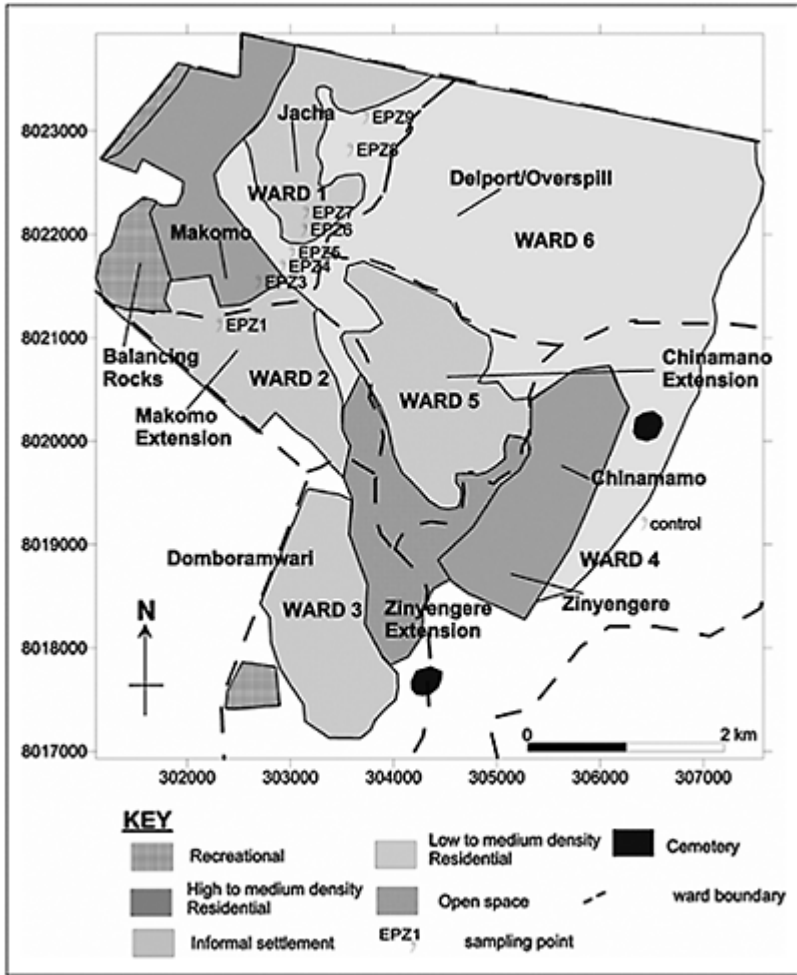 8023000
8022000
8021000
8020000
8019000
8018000
8017000
Jacha
EPZ9
EPZ8
WARD 1
EPZ7
EPZ6
Makomo
EPZ5
EPZ4
EPZ3
EPZ1
Delport/Overspill
WARD 6
Balancing
Rocks
WARD 2
Makomo
Extension
WARD 5
Chinamano
Extension
Chinamamo
control
Domboramwari
WARD 4
WARD 3
Zinyengere
Extension
Zinyengere
N
0
2 km
302000
303000
304000
305000
306000
307000
KEY
Recreational
Low to medium density
Residential
Cemetery
High to medium density
Residential
Open space
ward boundary
Informal settlement
EPZ1
sampling point